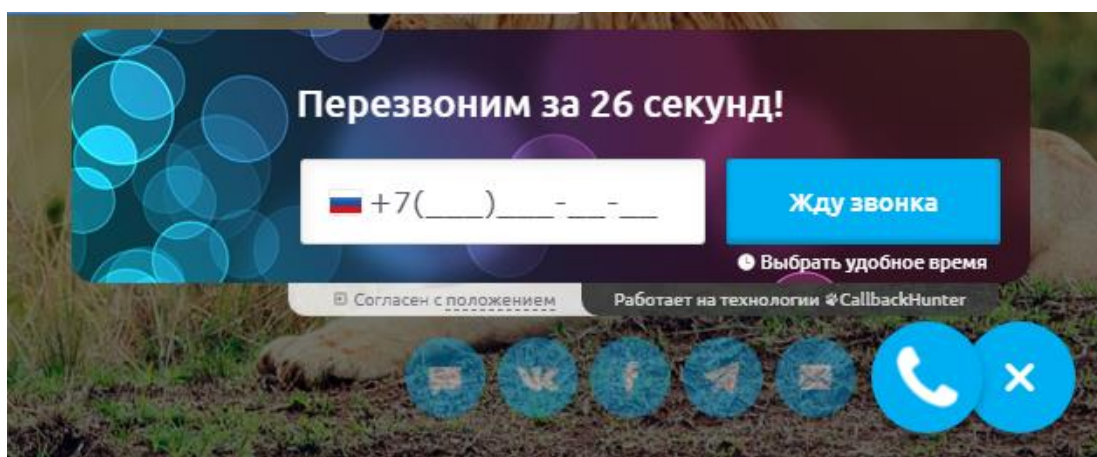 Перезвоним за 26 секунд!
+7(___)___-__-__
Жду звонка
Выбрать удобное время
Согласен с положением
Работает на технологии CallbackHunter